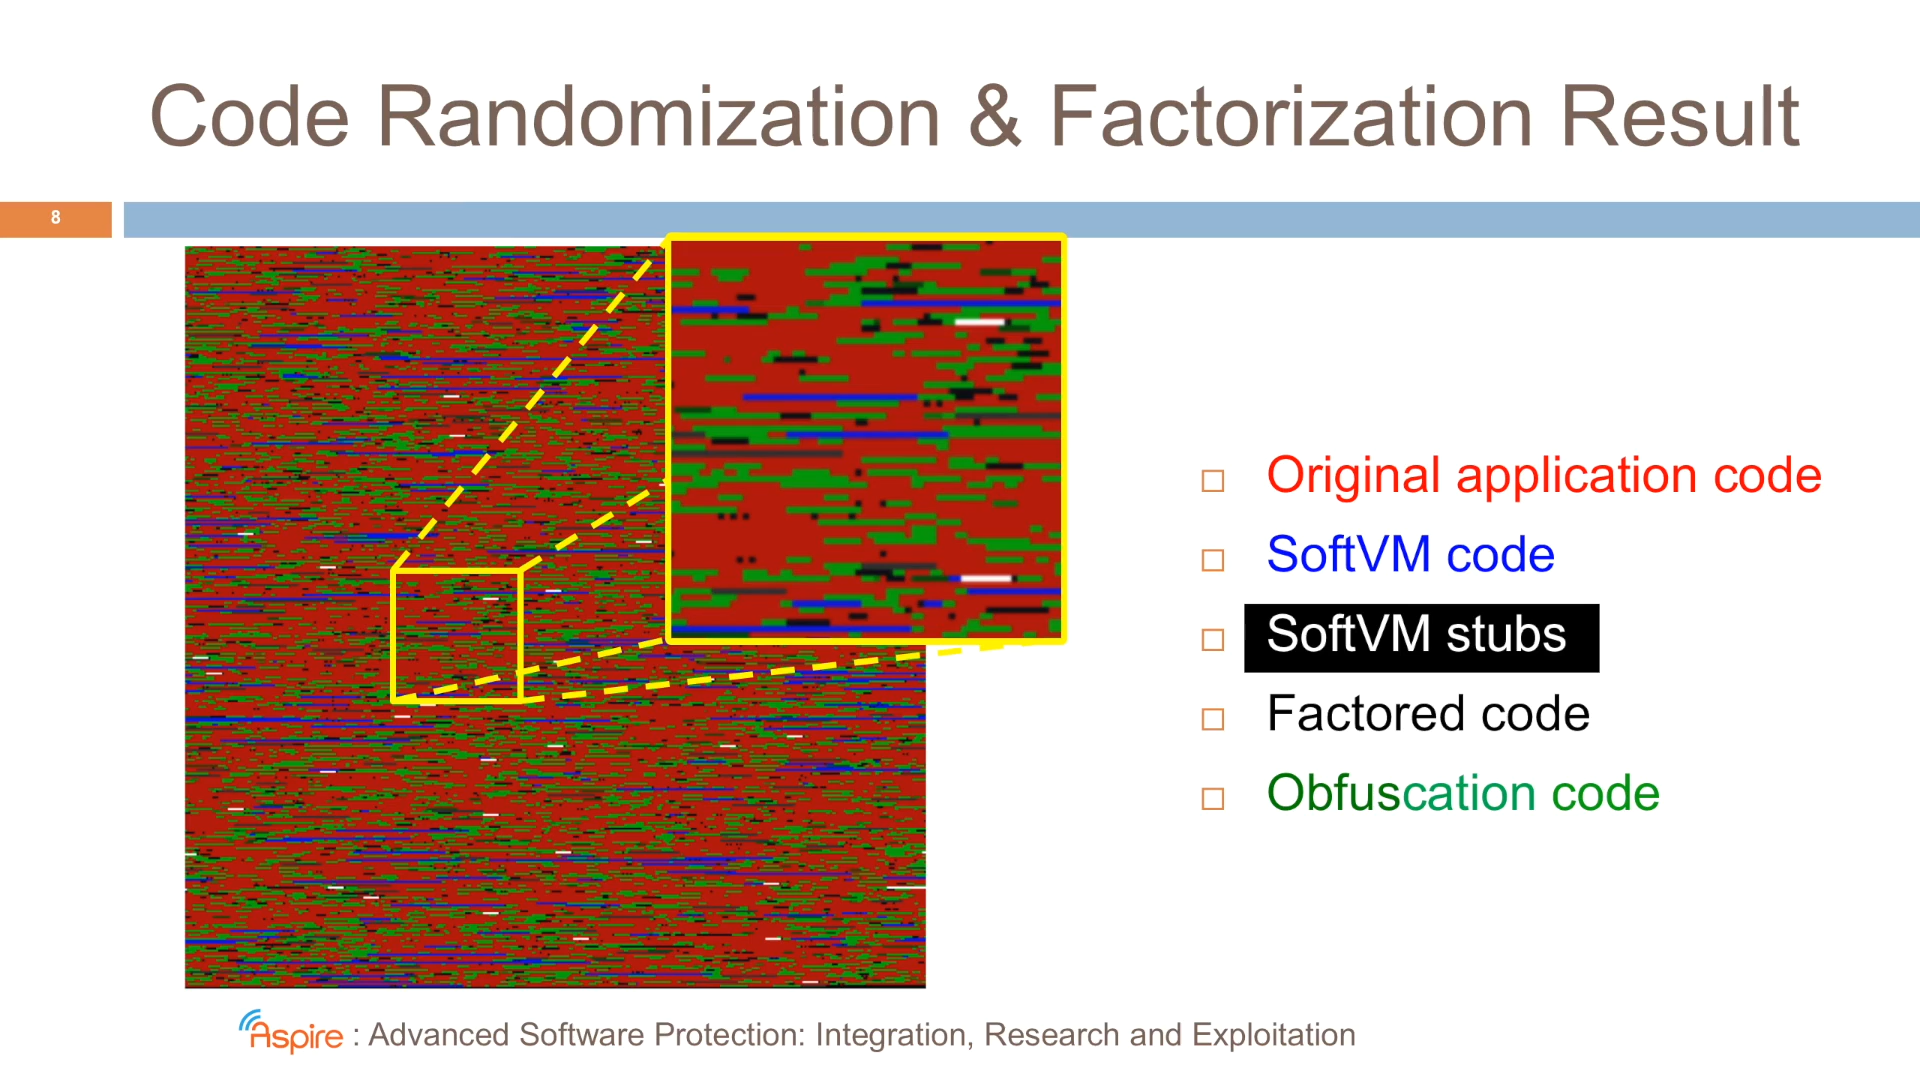 Code Randomization & Factorization Result
8
Original application code
SoftVM code
SoftVM stubs
Factored code
Obfuscation code
Aspire : Advanced Software Protection: Integration, Research and Exploitation